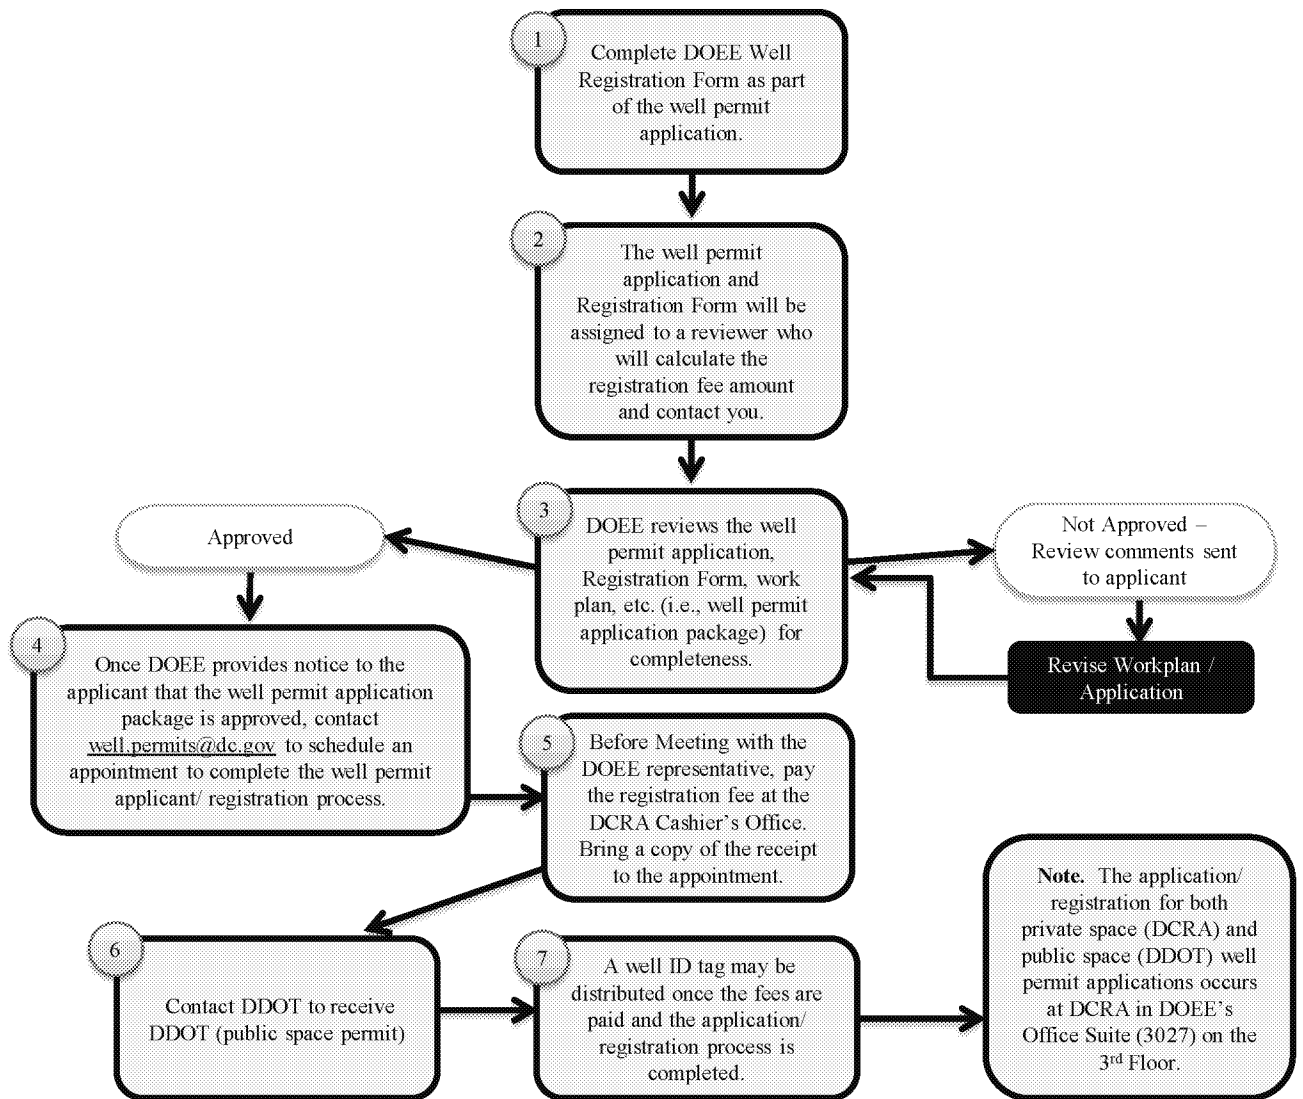 1
Complete DOEE Well
Registration Form as part
of the well permit
application.
2
The well permit
application and
Registration Form will be
assigned to a reviewer who
will calculate the
registration fee amount
and contact you.
3
DOEE reviews the well
permit application,
Registration Form, work
plan, etc. (i.e., well permit
application package) for
completeness.
Approved
Not Approved –
Review comments sent
to applicant
Revise Workplan /
Application
4
Once DOEE provides notice to the
applicant that the well permit application
package is approved, contact
well.permits@dc.gov to schedule an
appointment to complete the well permit
applicant/ registration process.
5
Before Meeting with the
DOEE representative, pay
the registration fee at the
DCRA Cashier's Office.
Bring a copy of the receipt
to the appointment.
6
Contact DDOT to receive
DDOT (public space permit)
7
A well ID tag may be
distributed once the fees are
paid and the application/
registration process is
completed.
Note. The application/
registration for both
private space (DCRA) and
public space (DDOT) well
permit applications occurs
at DCRA in DOEE's
Office Suite (3027) on the
3rd Floor.